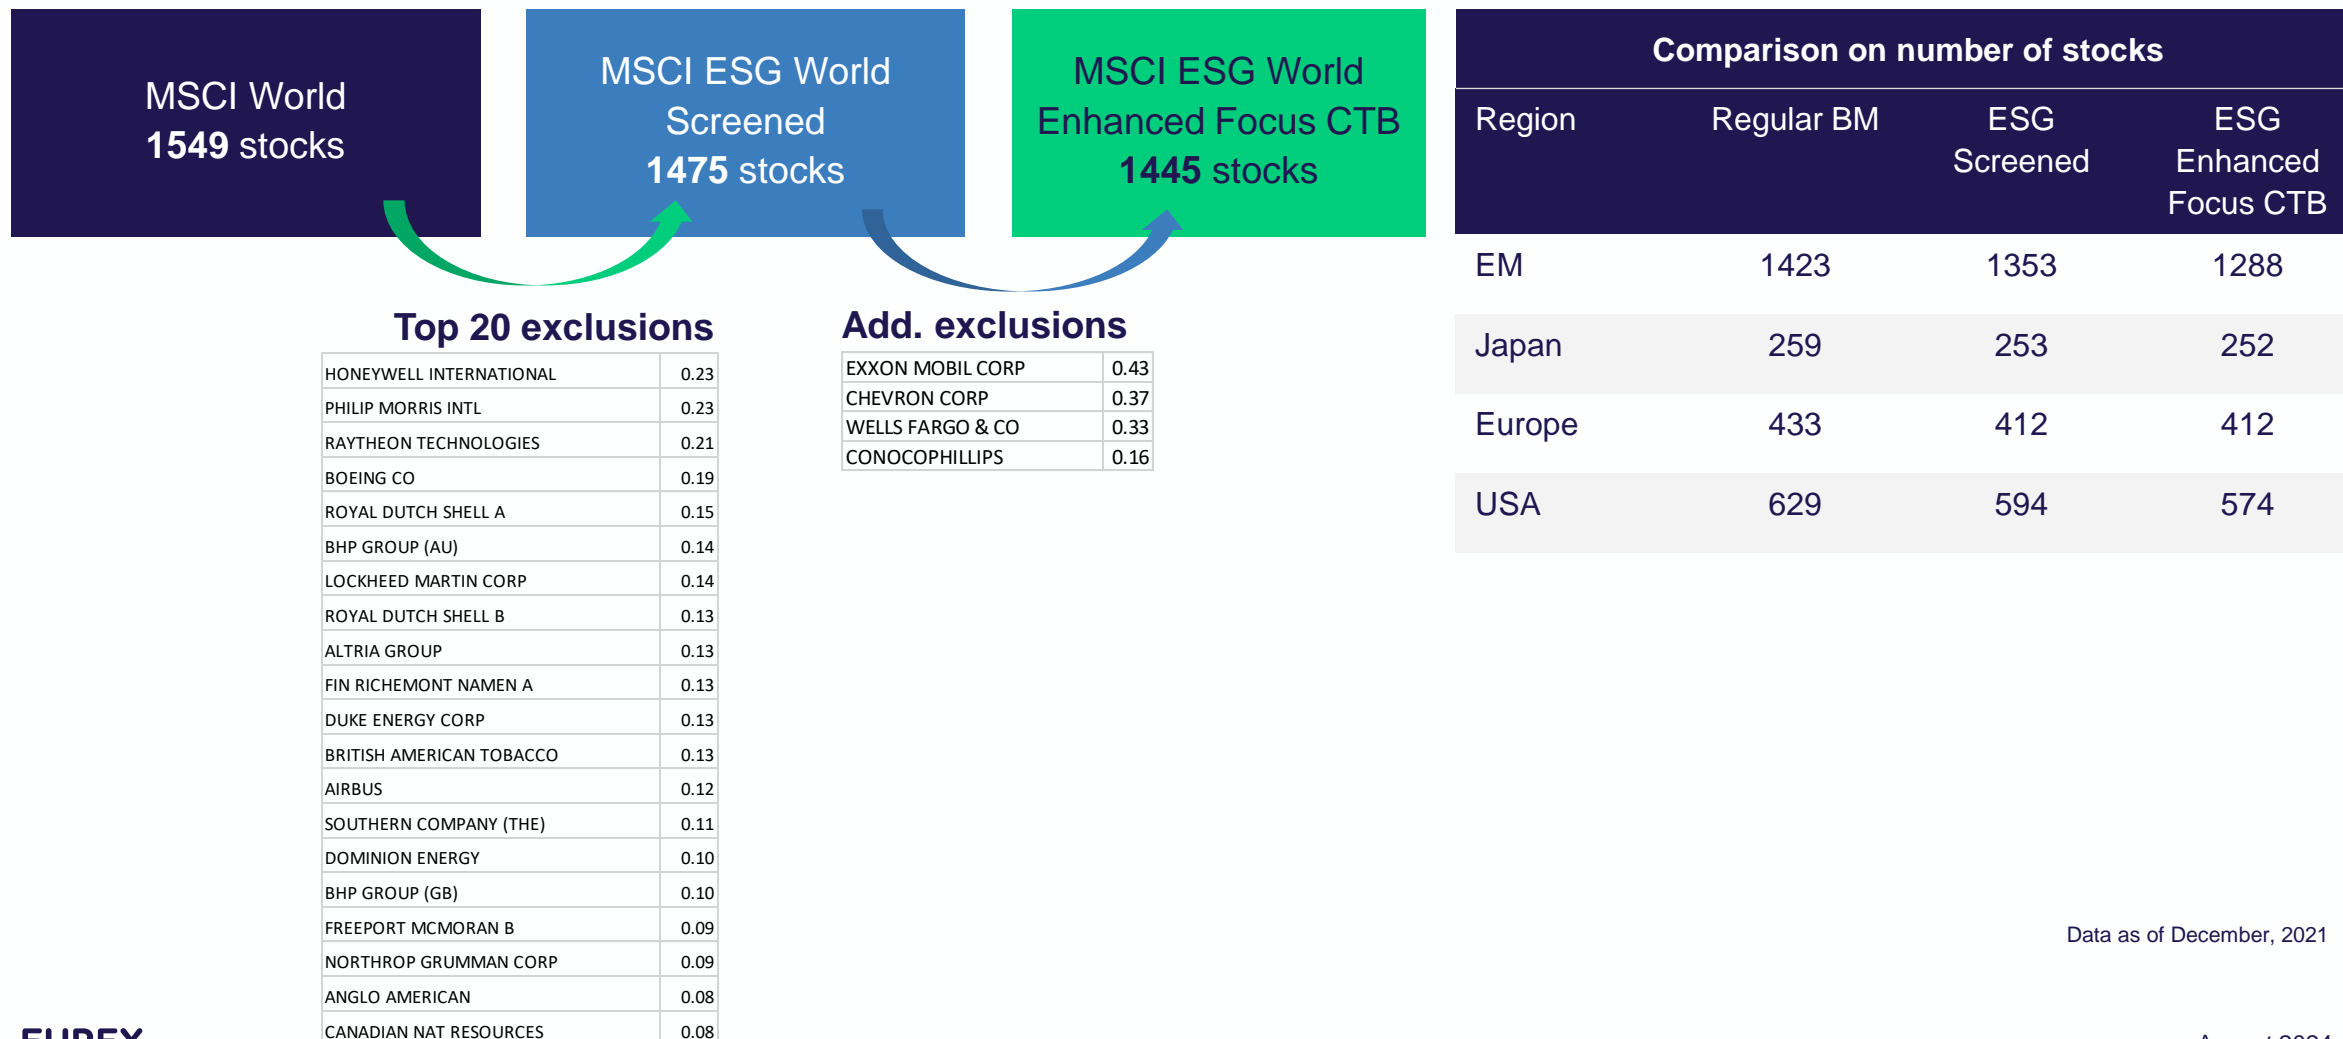 MSCI World
1549 stocks
MSCI ESG World
Screened
1475 stocks
MSCI ESG World
Enhanced Focus CTB
1445 stocks
Top 20 exclusions
HONEYWELL INTERNATIONAL 0.23
PHILIP MORRIS INTL 0.23
RAYTHEON TECHNOLOGIES 0.21
BOEING CO 0.19
ROYAL DUTCH SHELL A 0.15
BHP GROUP (AU) 0.14
LOCKHEED MARTIN CORP 0.14
ROYAL DUTCH SHELL B 0.13
ALTRIA GROUP 0.13
FIN RICHEMONT NAMEN A 0.13
DUKE ENERGY CORP 0.13
BRITISH AMERICAN TOBACCO 0.13
AIRBUS 0.12
SOUTHERN COMPANY (THE) 0.11
DOMINION ENERGY 0.10
BHP GROUP (GB) 0.10
FREEPORT MCMORAN B 0.09
NORTHROP GRUMMAN CORP 0.09
ANGLO AMERICAN 0.08
CANADIAN NAT RESOURCES 0.08
Add. exclusions
EXXON MOBIL CORP 0.43
CHEVRON CORP 0.37
WELLS FARGO & CO 0.33
CONOCOPHILLIPS 0.16
Comparison on number of stocks
Region Regular BM ESG Screened ESG Enhanced Focus CTB
EM 1423 1353 1288
Japan 259 253 252
Europe 433 412 412
USA 629 594 574
Data as of December, 2021
EUREX